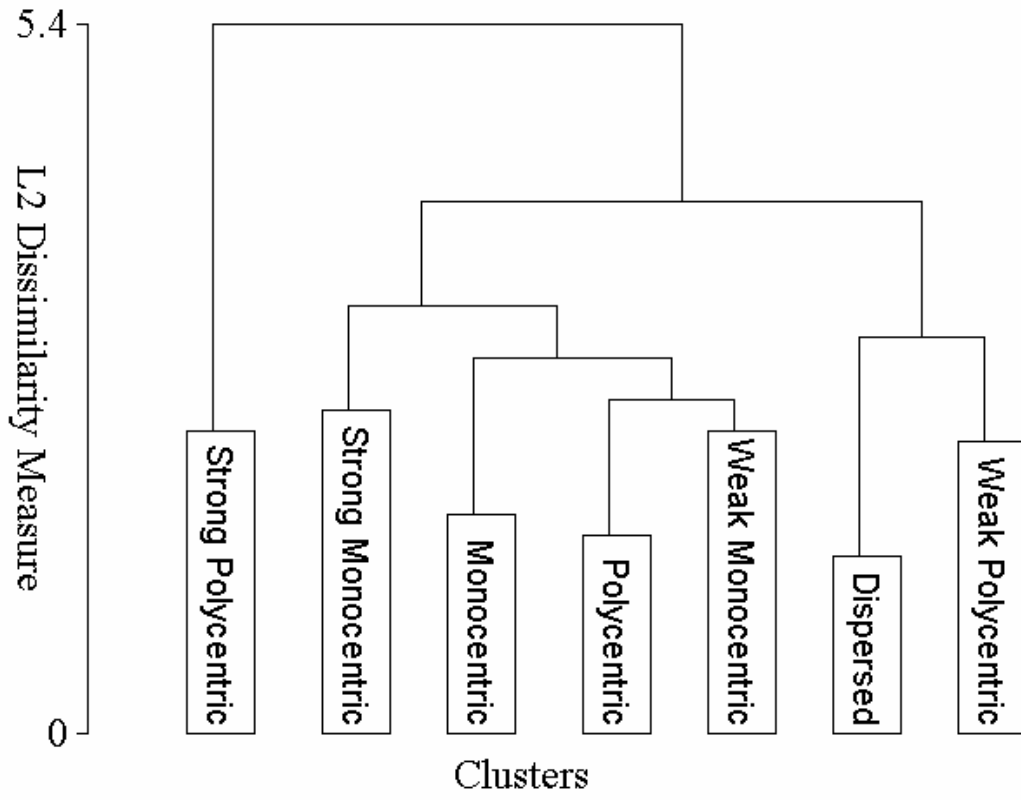 5.4
L2 Dissimilarity Measure
0
Strong Polycentric
Strong Monocentric
Monocentric
Polycentric
Weak Monocentric
Dispersed
Weak Polycentric
Clusters